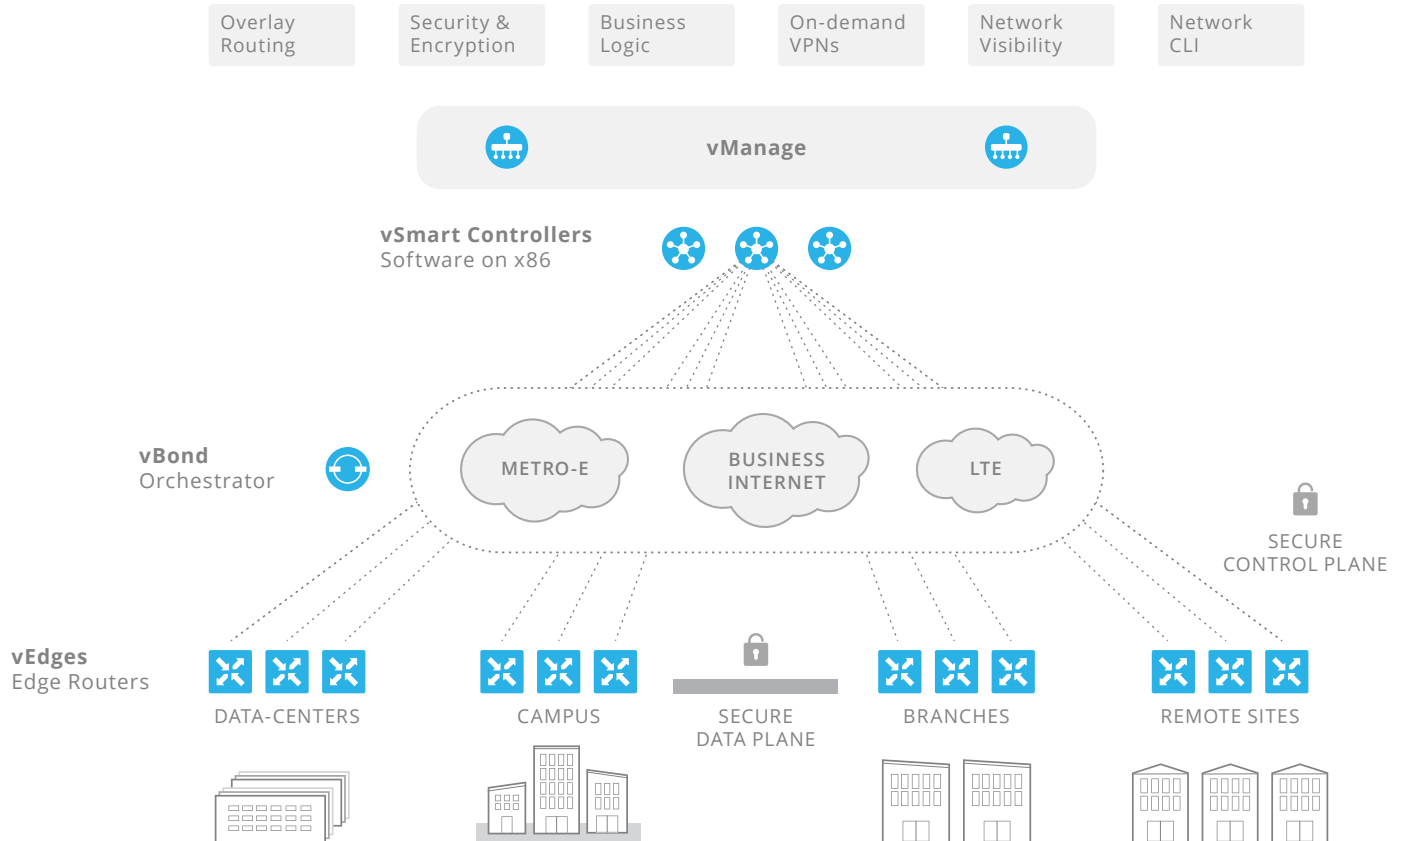 Overlay
Routing
Security &
Encryption
Business
Logic
On-demand
VPNs
Network
Visibility
Network
CLI
vManage
vSmart Controllers
Software on x86
vBond
Orchestrator
METRO-E
BUSINESS
INTERNET
LTE
SECURE
CONTROL PLANE
vEdges
Edge Routers
DATA-CENTERS
CAMPUS
SECURE
DATA PLANE
BRANCHES
REMOTE SITES